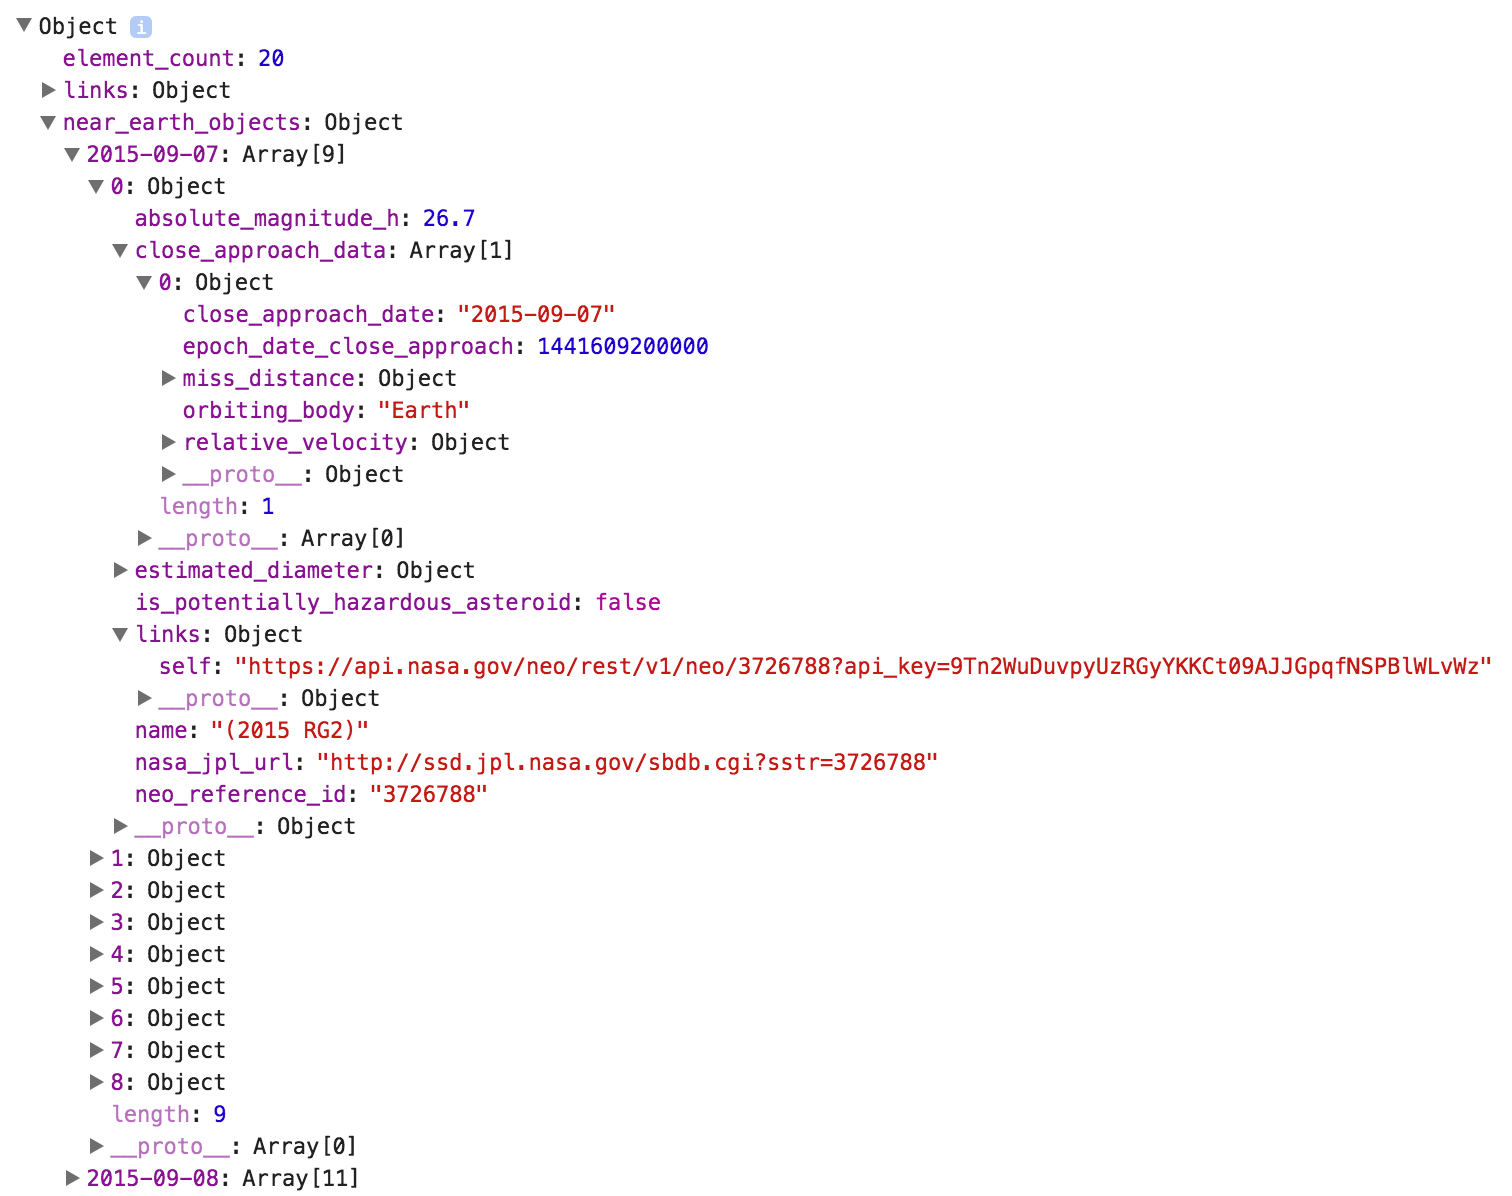 Object i
element_count: 20
links: Object
near_earth_objects: Object
2015-09-07: Array[9]
0: Object
absolute_magnitude_h: 26.7
close_approach_data: Array[1]
0: Object
close_approach_date: "2015-09-07"
epoch_date_close_approach: 1441609200000
miss_distance: Object
orbiting_body: "Earth"
relative_velocity: Object
__proto__: Object
length: 1
__proto__: Array[0]
estimated_diameter: Object
is_potentially_hazardous_asteroid: false
links: Object
self: "https://api.nasa.gov/neo/rest/v1/neo/3726788?api_key=9Tn2WuDuvpyUzRGyYKKCt09AJJGpqfNSPBlWLvWz"
__proto__: Object
name: "(2015 RG2)"
nasa_jpl_url: "http://ssd.jpl.nasa.gov/sbdb.cgi?sstr=3726788"
neo_reference_id: "3726788"
__proto__: Object
1: Object
2: Object
3: Object
4: Object
5: Object
6: Object
7: Object
8: Object
length: 9
__proto__: Array[0]
2015-09-08: Array[11]